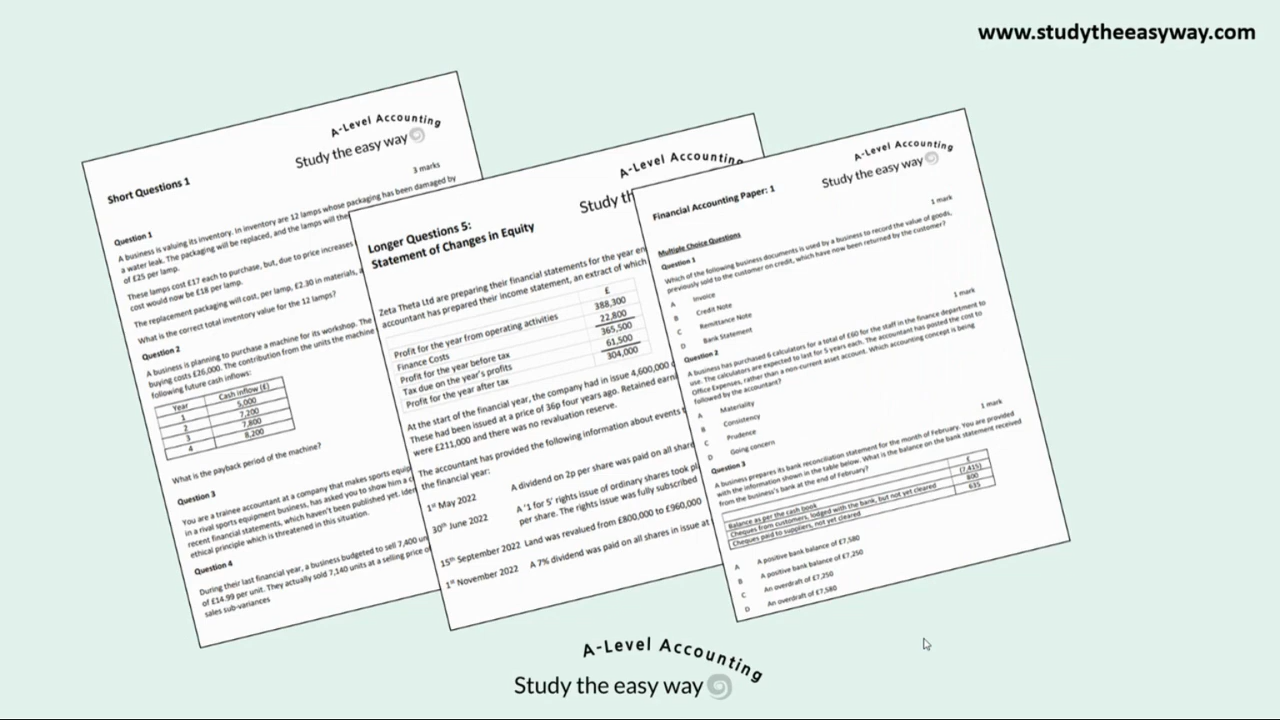 www.studytheeasyway.com
A-Level Accounting
Study the easy way
Short Questions 1
3 marks
Question 1
A business is valuing its inventory. In inventory are 12 lamps whose packaging has been damaged by
a water leak. The packaging will be replaced, and the lamps will the
of £25 per lamp.
These lamps cost £17 each to purchase, but, due to price increases
cost would now be £18 per lamp.
The replacement packaging will cost, per lamp, £2.30 in materials, a
What is the correct total inventory value for the 12 lamps?
Question 2
A business is planning to purchase a machine for its workshop. The
buying costs £26,000. The contribution from the units the machine
following future cash inflows:
Year Cash inflow (£)
1 5,000
2 7,200
3 7,800
4 8,200
What is the payback period of the machine?
Question 3
You are a trainee accountant at a company that makes sports equip
in a rival sports equipment business, has asked you to show him a c
recent financial statements, which haven't been published yet. Iden
ethical principle which is threatened in this situation.
Question 4
During their last financial year, a business budgeted to sell 7,400 un
of £14.99 per unit. They actually sold 7,140 units at a selling price o
sales sub-variances
A-Level Accounting
Study th
Longer Questions 5:
Statement of Changes in Equity
Zeta Theta Ltd are preparing their financial statements for the year en
accountant has prepared their income statement, an extract of which
£
Profit for the year from operating activities 388,300
Finance Costs 22,800
Profit for the year before tax 365,500
Tax due on the year's profits 61,500
Profit for the year after tax 304,000
At the start of the financial year, the company had in issue 4,600,000
These had been issued at a price of 36p four years ago. Retained earn
were £211,000 and there was no revaluation reserve.
The accountant has provided the following information about events
the financial year:
1st May 2022 A dividend on 2p per share was paid on all share
30th June 2022 A '1 for 5' rights issue of ordinary shares took pl
per share. The rights issue was fully subscribed
15th September 2022 Land was revalued from £800,000 to £960,000
1st November 2022 A 7% dividend was paid on all shares in issue at
A-Level Accounting
Study the easy way
Financial Accounting Paper: 1
Multiple Choice Questions
1 mark
Question 1
Which of the following business documents is used by a business to record the value of goods,
previously sold to the customer on credit, which have now been returned by the customer?
A Invoice
B Credit Note
C Remittance Note
D Bank Statement
1 mark
Question 2
A business has purchased 6 calculators for a total of £60 for the staff in the finance department to
use. The calculators are expected to last for 5 years each. The accountant has posted the cost to
Office Expenses, rather than a non-current asset account. Which accounting concept is being
followed by the accountant?
A Materiality
B Consistency
C Prudence
D Going concern
1 mark
Question 3
A business prepares its bank reconciliation statement for the month of February. You are provided
with the information shown in the table below. What is the balance on the bank statement received
from the business's bank at the end of February?
£
Balance as per the cash book (7,415)
Cheques from customers, lodged with the bank, but not yet cleared 800
Cheques paid to suppliers, not yet cleared 635
A A positive bank balance of £7,580
B A positive bank balance of £7,250
C An overdraft of £7,250
D An overdraft of £7,580
A-Level Accounting
Study the easy way